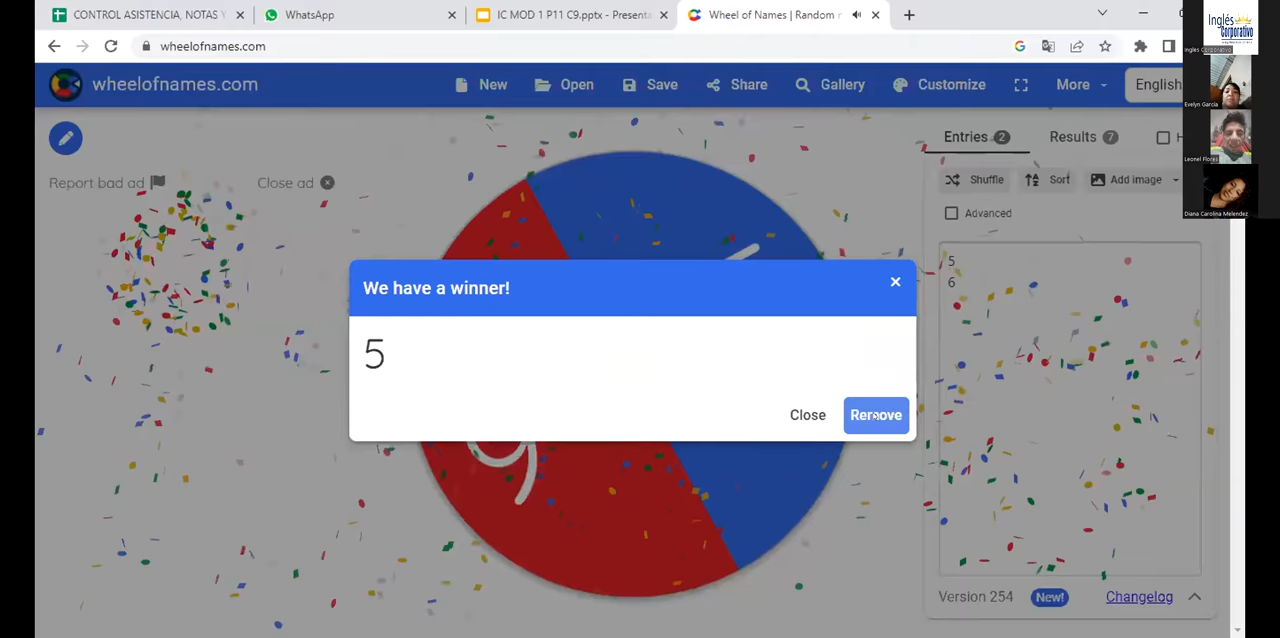 CONTROL ASISTENCIA, NOTAS Y
WhatsApp
IC MOD 1 P11 C9.pptx - Presenta
Wheel of Names | Random n
wheelofnames.com
wheelofnames.com
New
Open
Save
Share
Gallery
Customize
More
English
Inglés
Corporativo
Ingles Corporativo
Evelyn García
Leonel Flores
Diana Carolina Melendez
Report bad ad
Close ad
Entries 2
Results 7
H
Shuffle
Sort
Add image
Advanced
5
6
We have a winner!
5
Close
Remove
Version 254
New!
Changelog